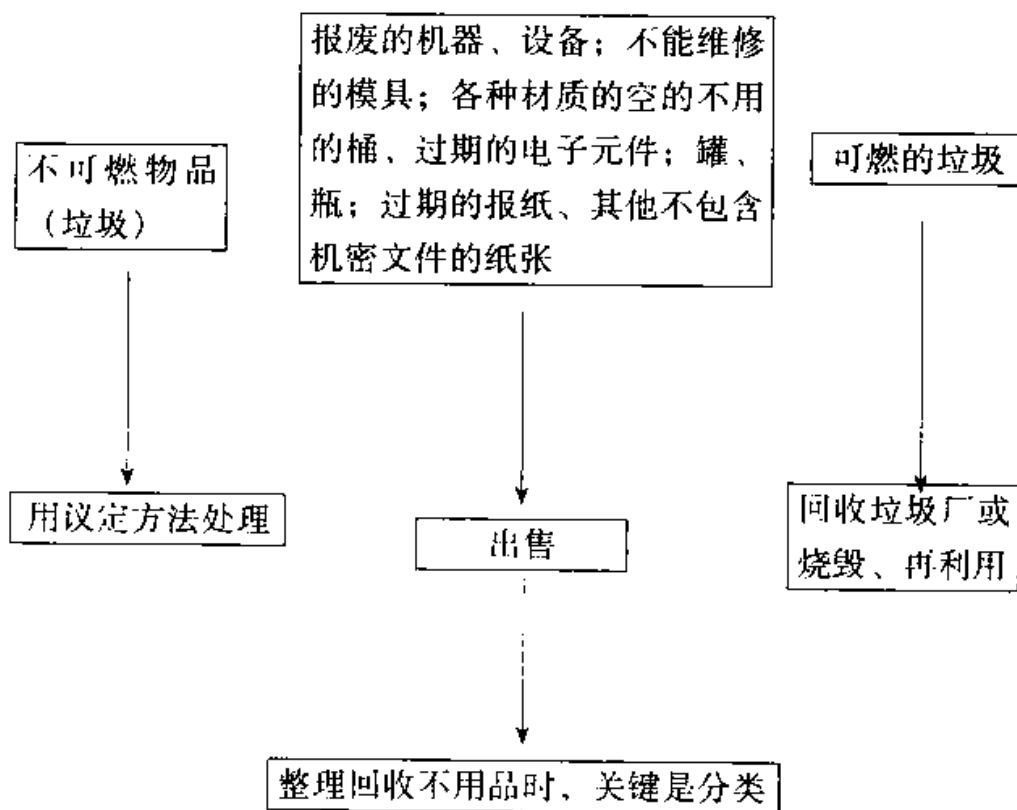 不可燃物品
（垃圾）
报废的机器、设备；不能维修
的模具；各种材质的空的不用
的桶、过期的电子元件；罐、
瓶；过期的报纸、其他不包含
机密文件的纸张
可燃的垃圾
用议定方法处理
出售
回收垃圾厂或
烧毁、再利用
整理回收不用品时、关键是分类